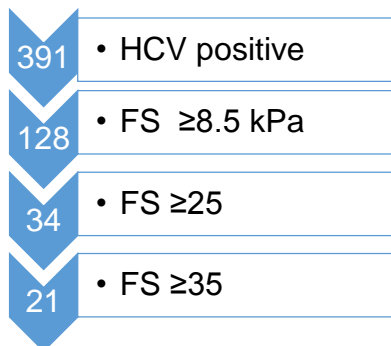 391 • HCV positive
128 • FS ≥8.5 kPa
34 • FS ≥25
21 • FS ≥35